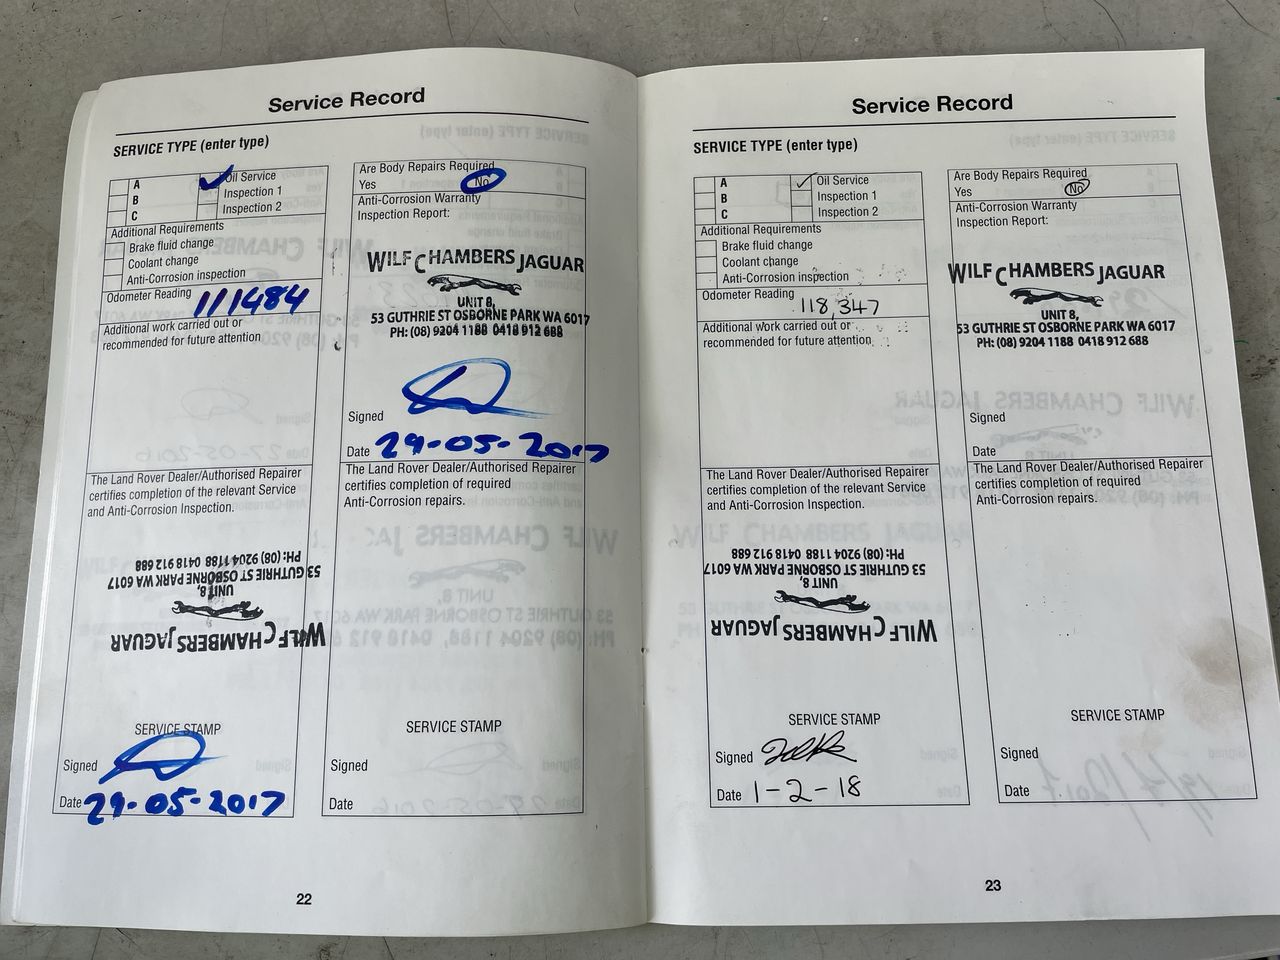 Service Record
SERVICE TYPE (enter type)
A
B
C
Oil Service
Inspection 1
Inspection 2
Additional Requirements
Brake fluid change
Coolant change
Anti-Corrosion inspection
Odometer Reading 111484
Additional work carried out or
recommended for future attention
Are Body Repairs Required
Yes No
Anti-Corrosion Warranty
Inspection Report:
WILF CHAMBERS JAGUAR
UNIT 8,
53 GUTHRIE ST OSBORNE PARK WA 6017
PH: (08) 9204 1188 0418 912 688
Signed
Date 29-05-2017
The Land Rover Dealer/Authorised Repairer
certifies completion of the relevant Service
and Anti-Corrosion Inspection.
WILF CHAMBERS JAGUAR
UNIT 8,
53 GUTHRIE ST OSBORNE PARK WA 6017
PH: (08) 9204 1188 0418 912 688
SERVICE STAMP
Signed
Date 29-05-2017
The Land Rover Dealer/Authorised Repairer
certifies completion of required
Anti-Corrosion repairs.
SERVICE STAMP
Signed
Date
22
Service Record
SERVICE TYPE (enter type)
A
B
C
Oil Service
Inspection 1
Inspection 2
Additional Requirements
Brake fluid change
Coolant change
Anti-Corrosion inspection
Odometer Reading 118,347
Additional work carried out or
recommended for future attention
Are Body Repairs Required
Yes No
Anti-Corrosion Warranty
Inspection Report:
WILF CHAMBERS JAGUAR
UNIT 8,
53 GUTHRIE ST OSBORNE PARK WA 6017
PH: (08) 9204 1188 0418 912 688
Signed
Date
The Land Rover Dealer/Authorised Repairer
certifies completion of the relevant Service
and Anti-Corrosion Inspection.
WILF CHAMBERS JAGUAR
UNIT 8,
53 GUTHRIE ST OSBORNE PARK WA 6017
PH: (08) 9204 1188 0418 912 688
SERVICE STAMP
Signed
Date 1-2-18
The Land Rover Dealer/Authorised Repairer
certifies completion of required
Anti-Corrosion repairs.
SERVICE STAMP
Signed
Date
23